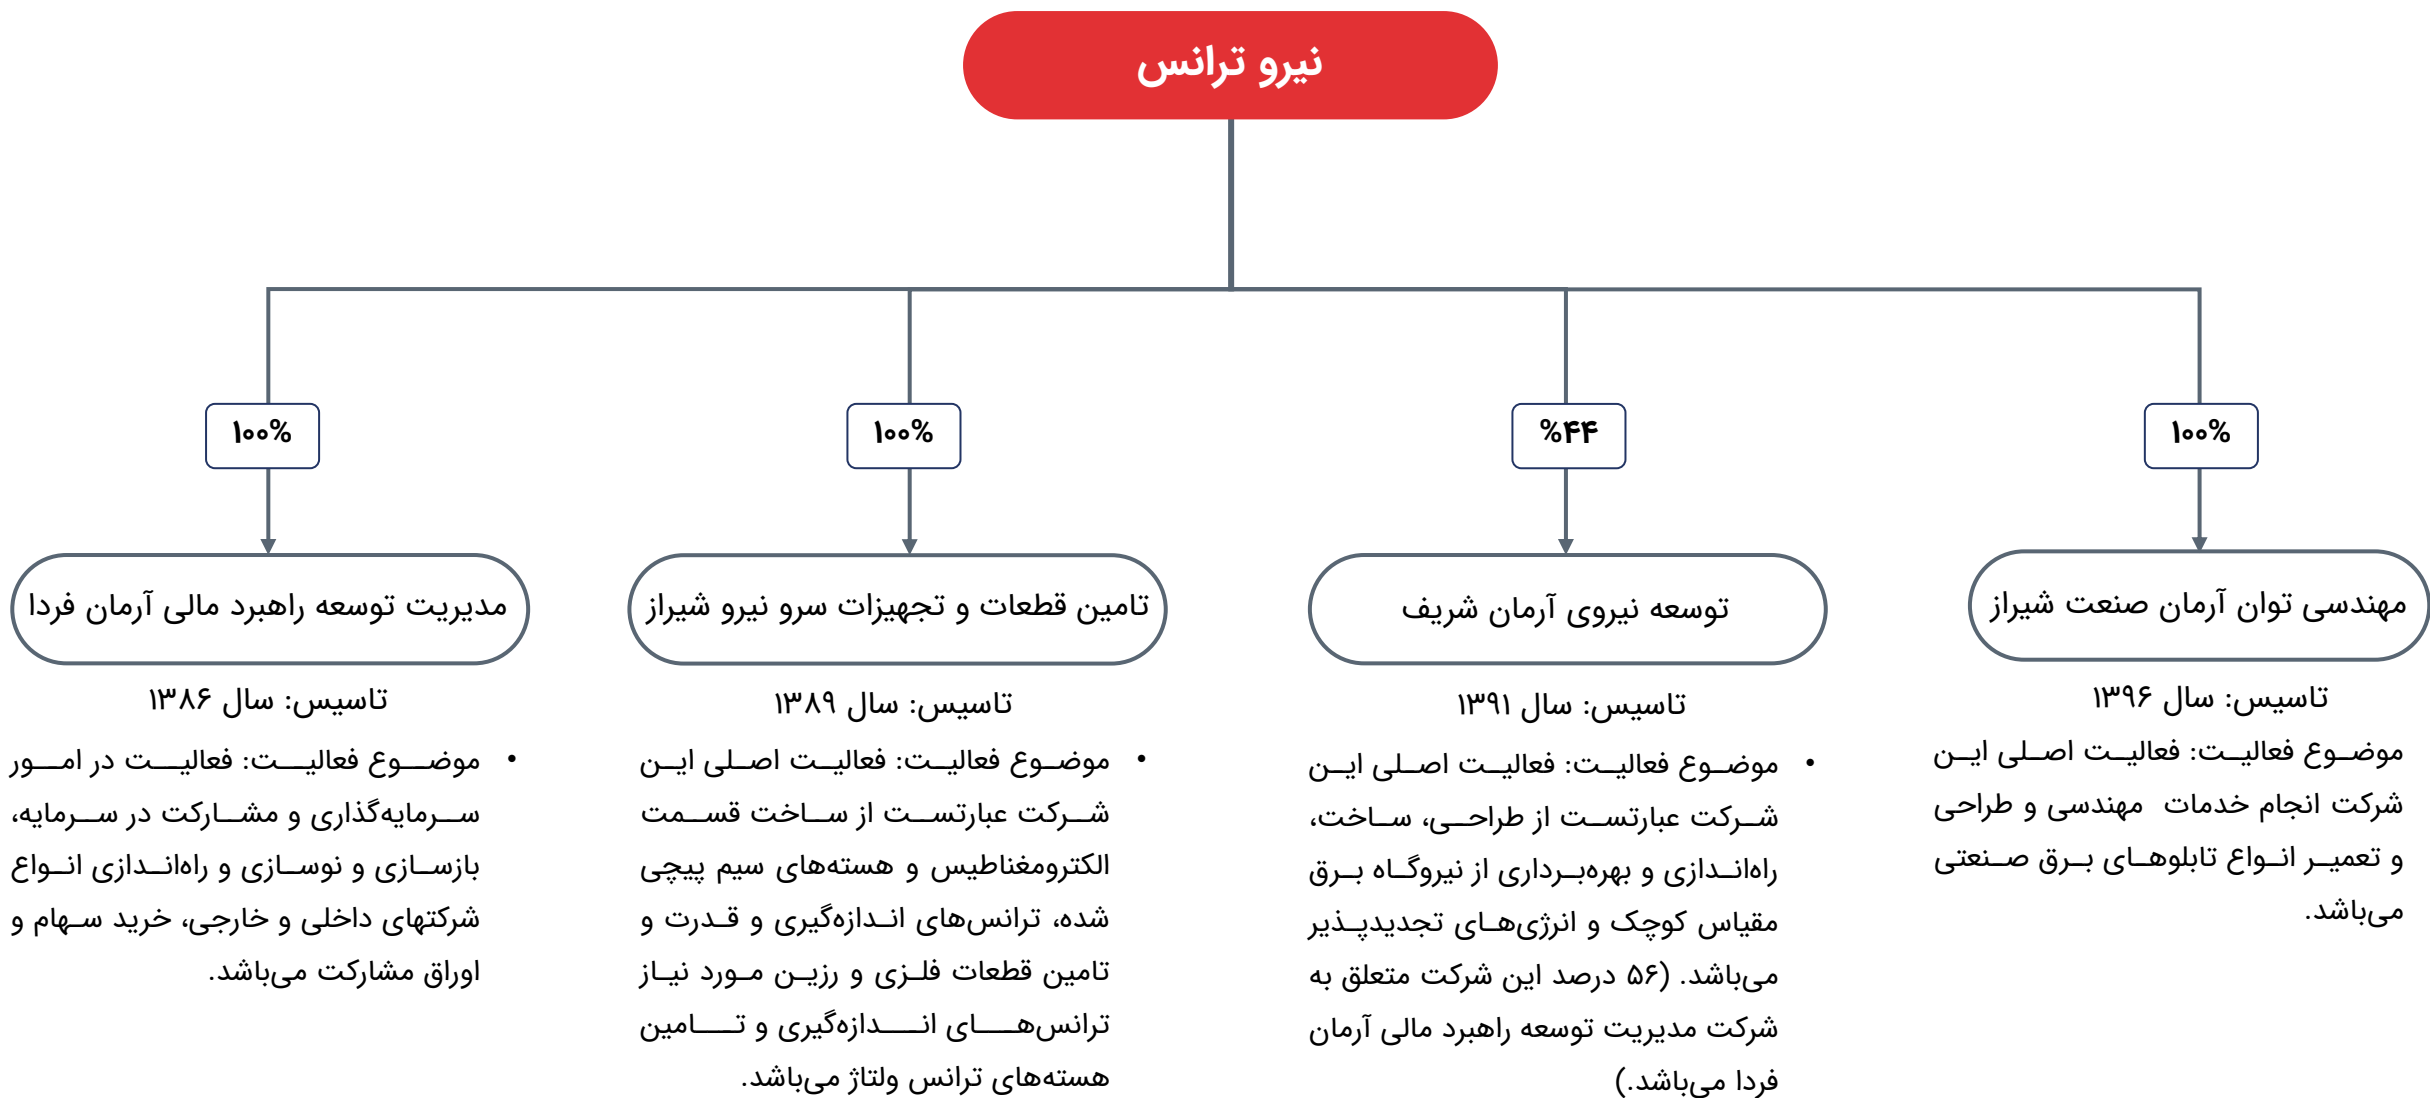 نیرو ترانس
۱۰۰%
%۴۴
۱۰۰%
۱۰۰%
مهندسی توان آرمان صنعت شیراز
تاسیس: سال ۱۳۹۶
موضوع فعالیت: فعالیت اصلی این
شرکت انجام خدمات مهندسی و طراحی
و تعمیر انواع تابلوهای برق صنعتی
می‌باشد.
توسعه نیروی آرمان شریف
تاسیس: سال ۱۳۹۱
• موضوع فعالیت: فعالیت اصلی این
شرکت عبارتست از طراحی، ساخت،
راه‌اندازی و بهره‌برداری از نیروگاه برق
مقیاس کوچک و انرژی‌های تجدیدپذیر
می‌باشد. (۵۶ درصد این شرکت متعلق به
شرکت مدیریت توسعه راهبرد مالی آرمان
فردا می‌باشد.)
تامین قطعات و تجهیزات سرو نیرو شیراز
تاسیس: سال ۱۳۸۹
• موضوع فعالیت: فعالیت اصلی این
شرکت عبارتست از ساخت قسمت
الکترومغناطیس و هسته‌های سیم پیچی
شده، ترانس‌های اندازه‌گیری و قدرت و
تامین قطعات فلزی و رزین مورد نیاز
ترانس‌های اندازه‌گیری و تامین
هسته‌های ترانس ولتاژ می‌باشد.
مدیریت توسعه راهبرد مالی آرمان فردا
تاسیس: سال ۱۳۸۶
• موضوع فعالیت: فعالیت در امور
سرمایه‌گذاری و مشارکت در سرمایه،
بازسازی و نوسازی و راه‌اندازی انواع
شرکتهای داخلی و خارجی، خرید سهام و
اوراق مشارکت می‌باشد.